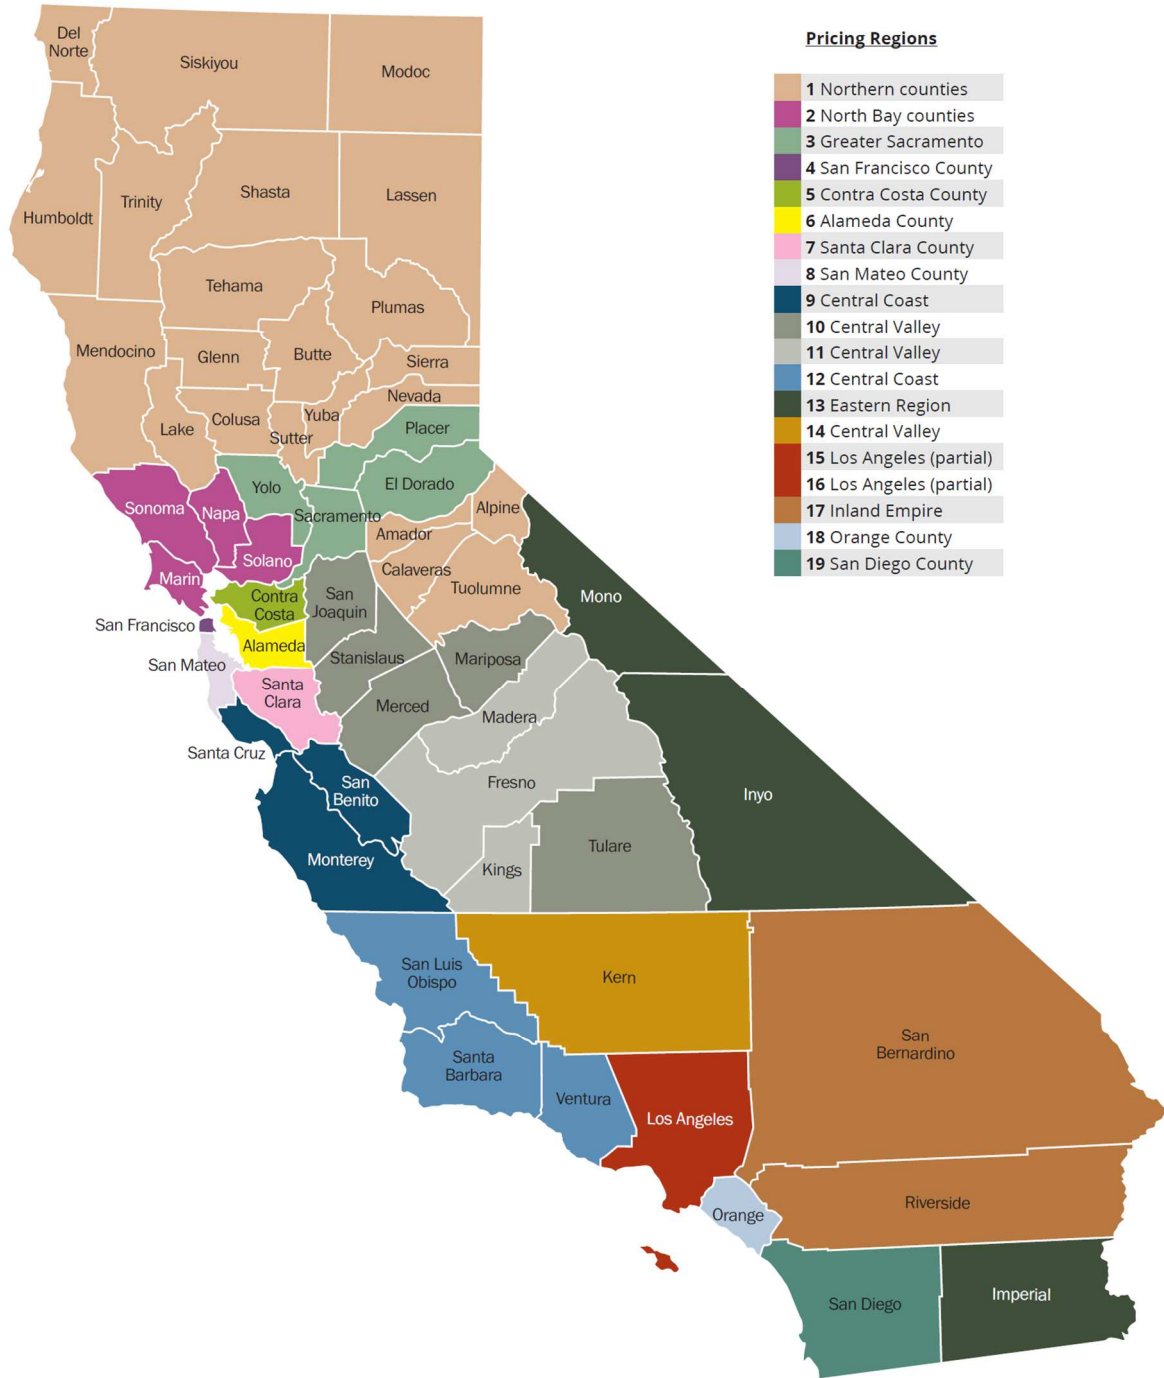 Pricing Regions
1 Northern counties
2 North Bay counties
3 Greater Sacramento
4 San Francisco County
5 Contra Costa County
6 Alameda County
7 Santa Clara County
8 San Mateo County
9 Central Coast
10 Central Valley
11 Central Valley
12 Central Coast
13 Eastern Region
14 Central Valley
15 Los Angeles (partial)
16 Los Angeles (partial)
17 Inland Empire
18 Orange County
19 San Diego County
Del
Norte
Siskiyou
Modoc
Humboldt
Trinity
Shasta
Lassen
Tehama
Plumas
Mendocino
Glenn
Butte
Sierra
Nevada
Lake
Colusa
Sutter
Yuba
Placer
El Dorado
Yolo
Sonoma
Napa
Sacramento
Alpine
Amador
Solano
Marin
Calaveras
Tuolumne
Mono
Contra
Costa
San
Joaquin
San Francisco
Alameda
Stanislaus
Mariposa
San Mateo
Santa
Clara
Merced
Madera
Santa Cruz
San
Benito
Fresno
Inyo
Monterey
Kings
Tulare
San Luis
Obispo
Kern
Santa
Barbara
San
Bernardino
Ventura
Los Angeles
Orange
Riverside
San Diego
Imperial